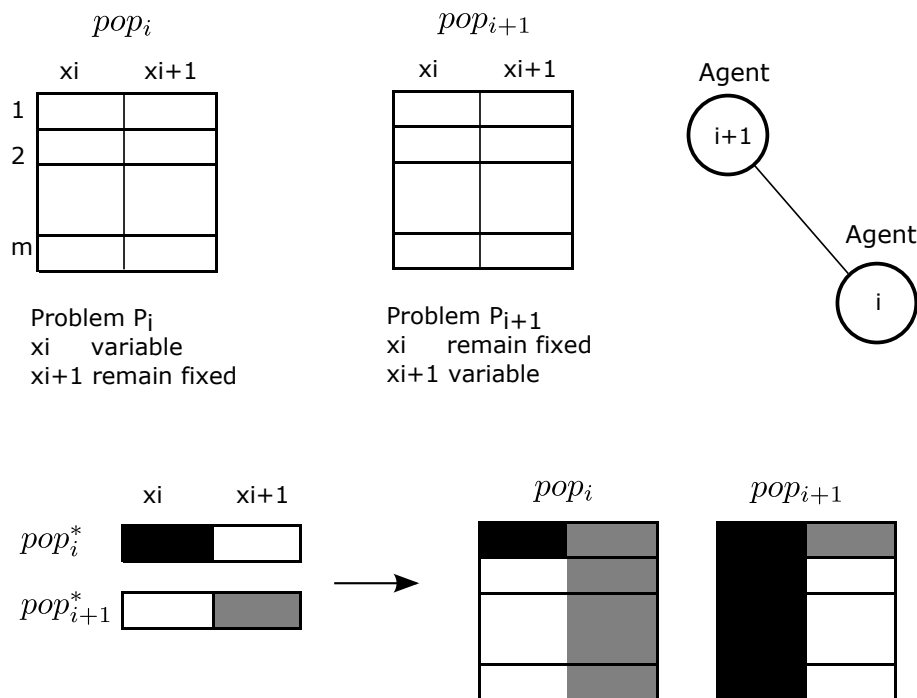 pop_i
pop_{i+1}
xi xi+1
xi xi+1
Agent
1
2
m
i+1
Agent
i
Problem P_i
xi variable
xi+1 remain fixed
Problem P_{i+1}
xi remain fixed
xi+1 variable
xi xi+1
pop_i^*
pop_{i+1}^*
pop_i
pop_{i+1}